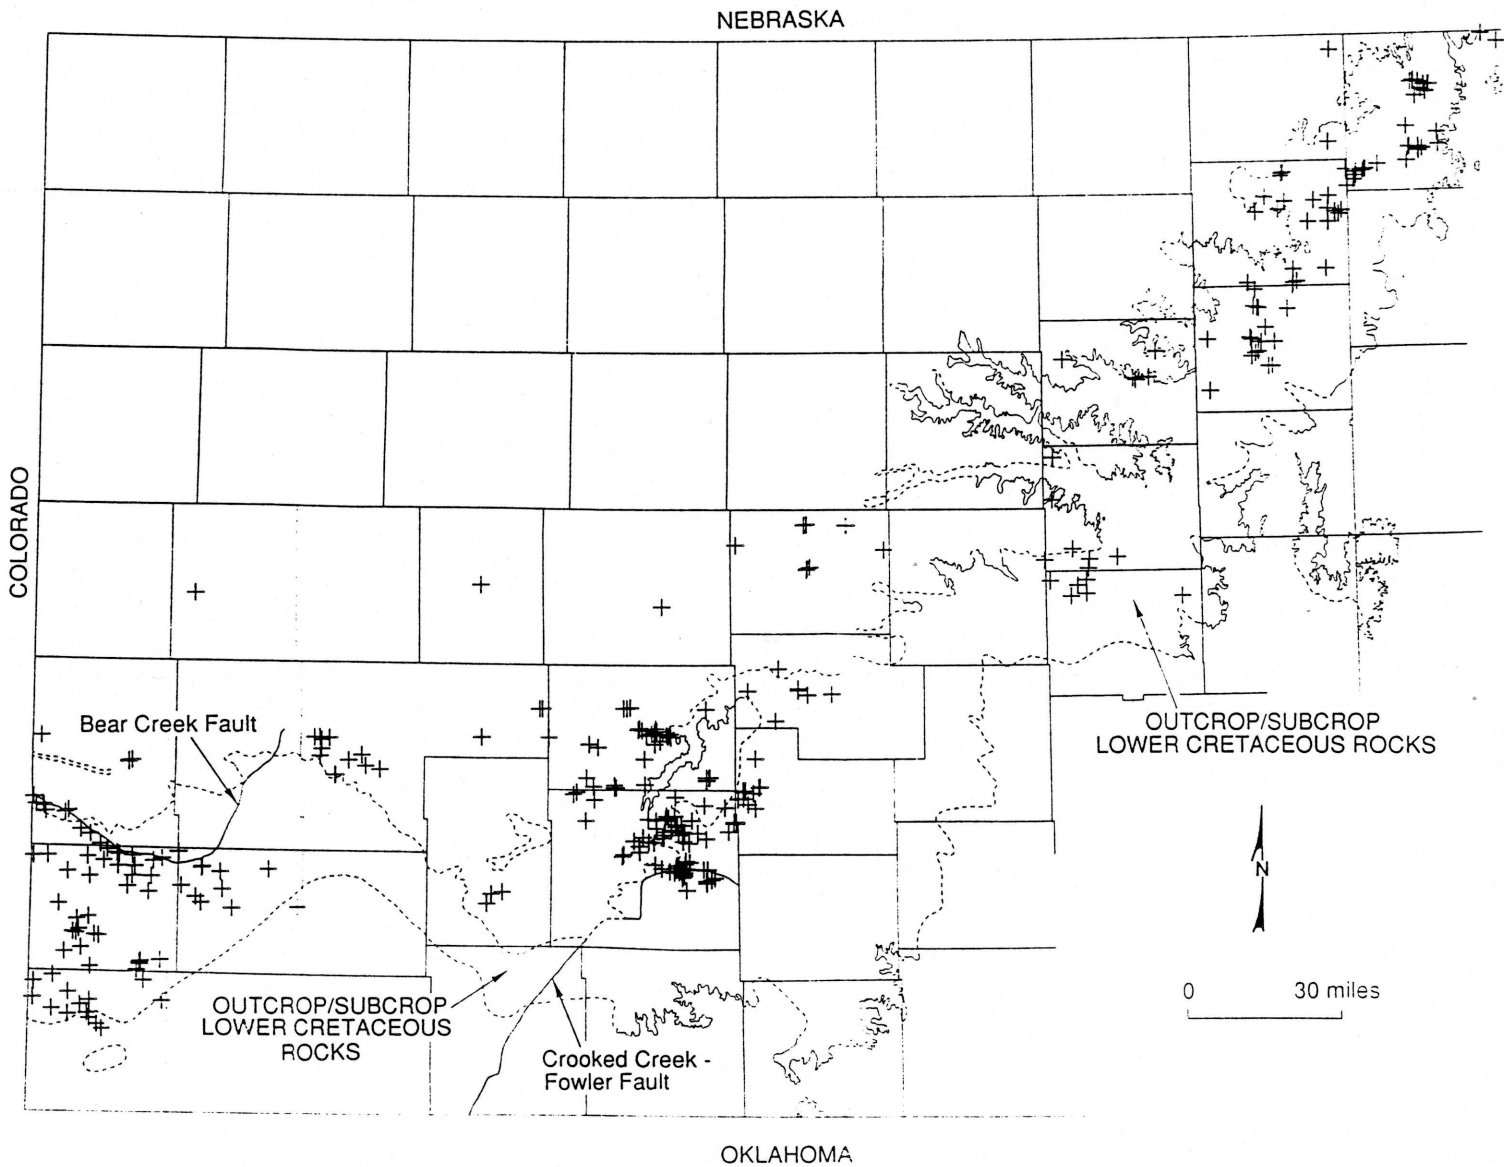 NEBRASKA
COLORADO
Bear Creek Fault
OUTCROP/SUBCROP
LOWER CRETACEOUS ROCKS
N
0 30 miles
OUTCROP/SUBCROP
LOWER CRETACEOUS
ROCKS
Crooked Creek -
Fowler Fault
OKLAHOMA